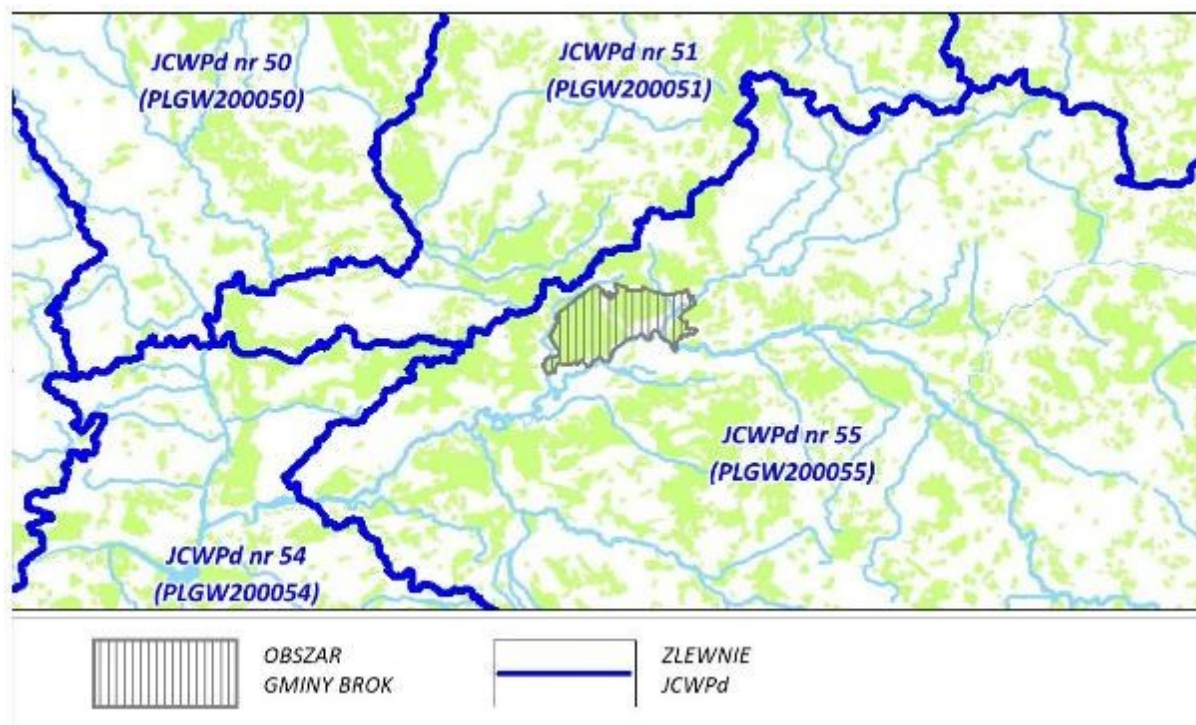 JCWPd nr 50
(PLGW200050)
JCWPd nr 51
(PLGW200051)
JCWPd nr 55
(PLGW200055)
JCWPd nr 54
(PLGW200054)
OBSZAR
GMINY BROK
ZLEWNIE
JCWPd